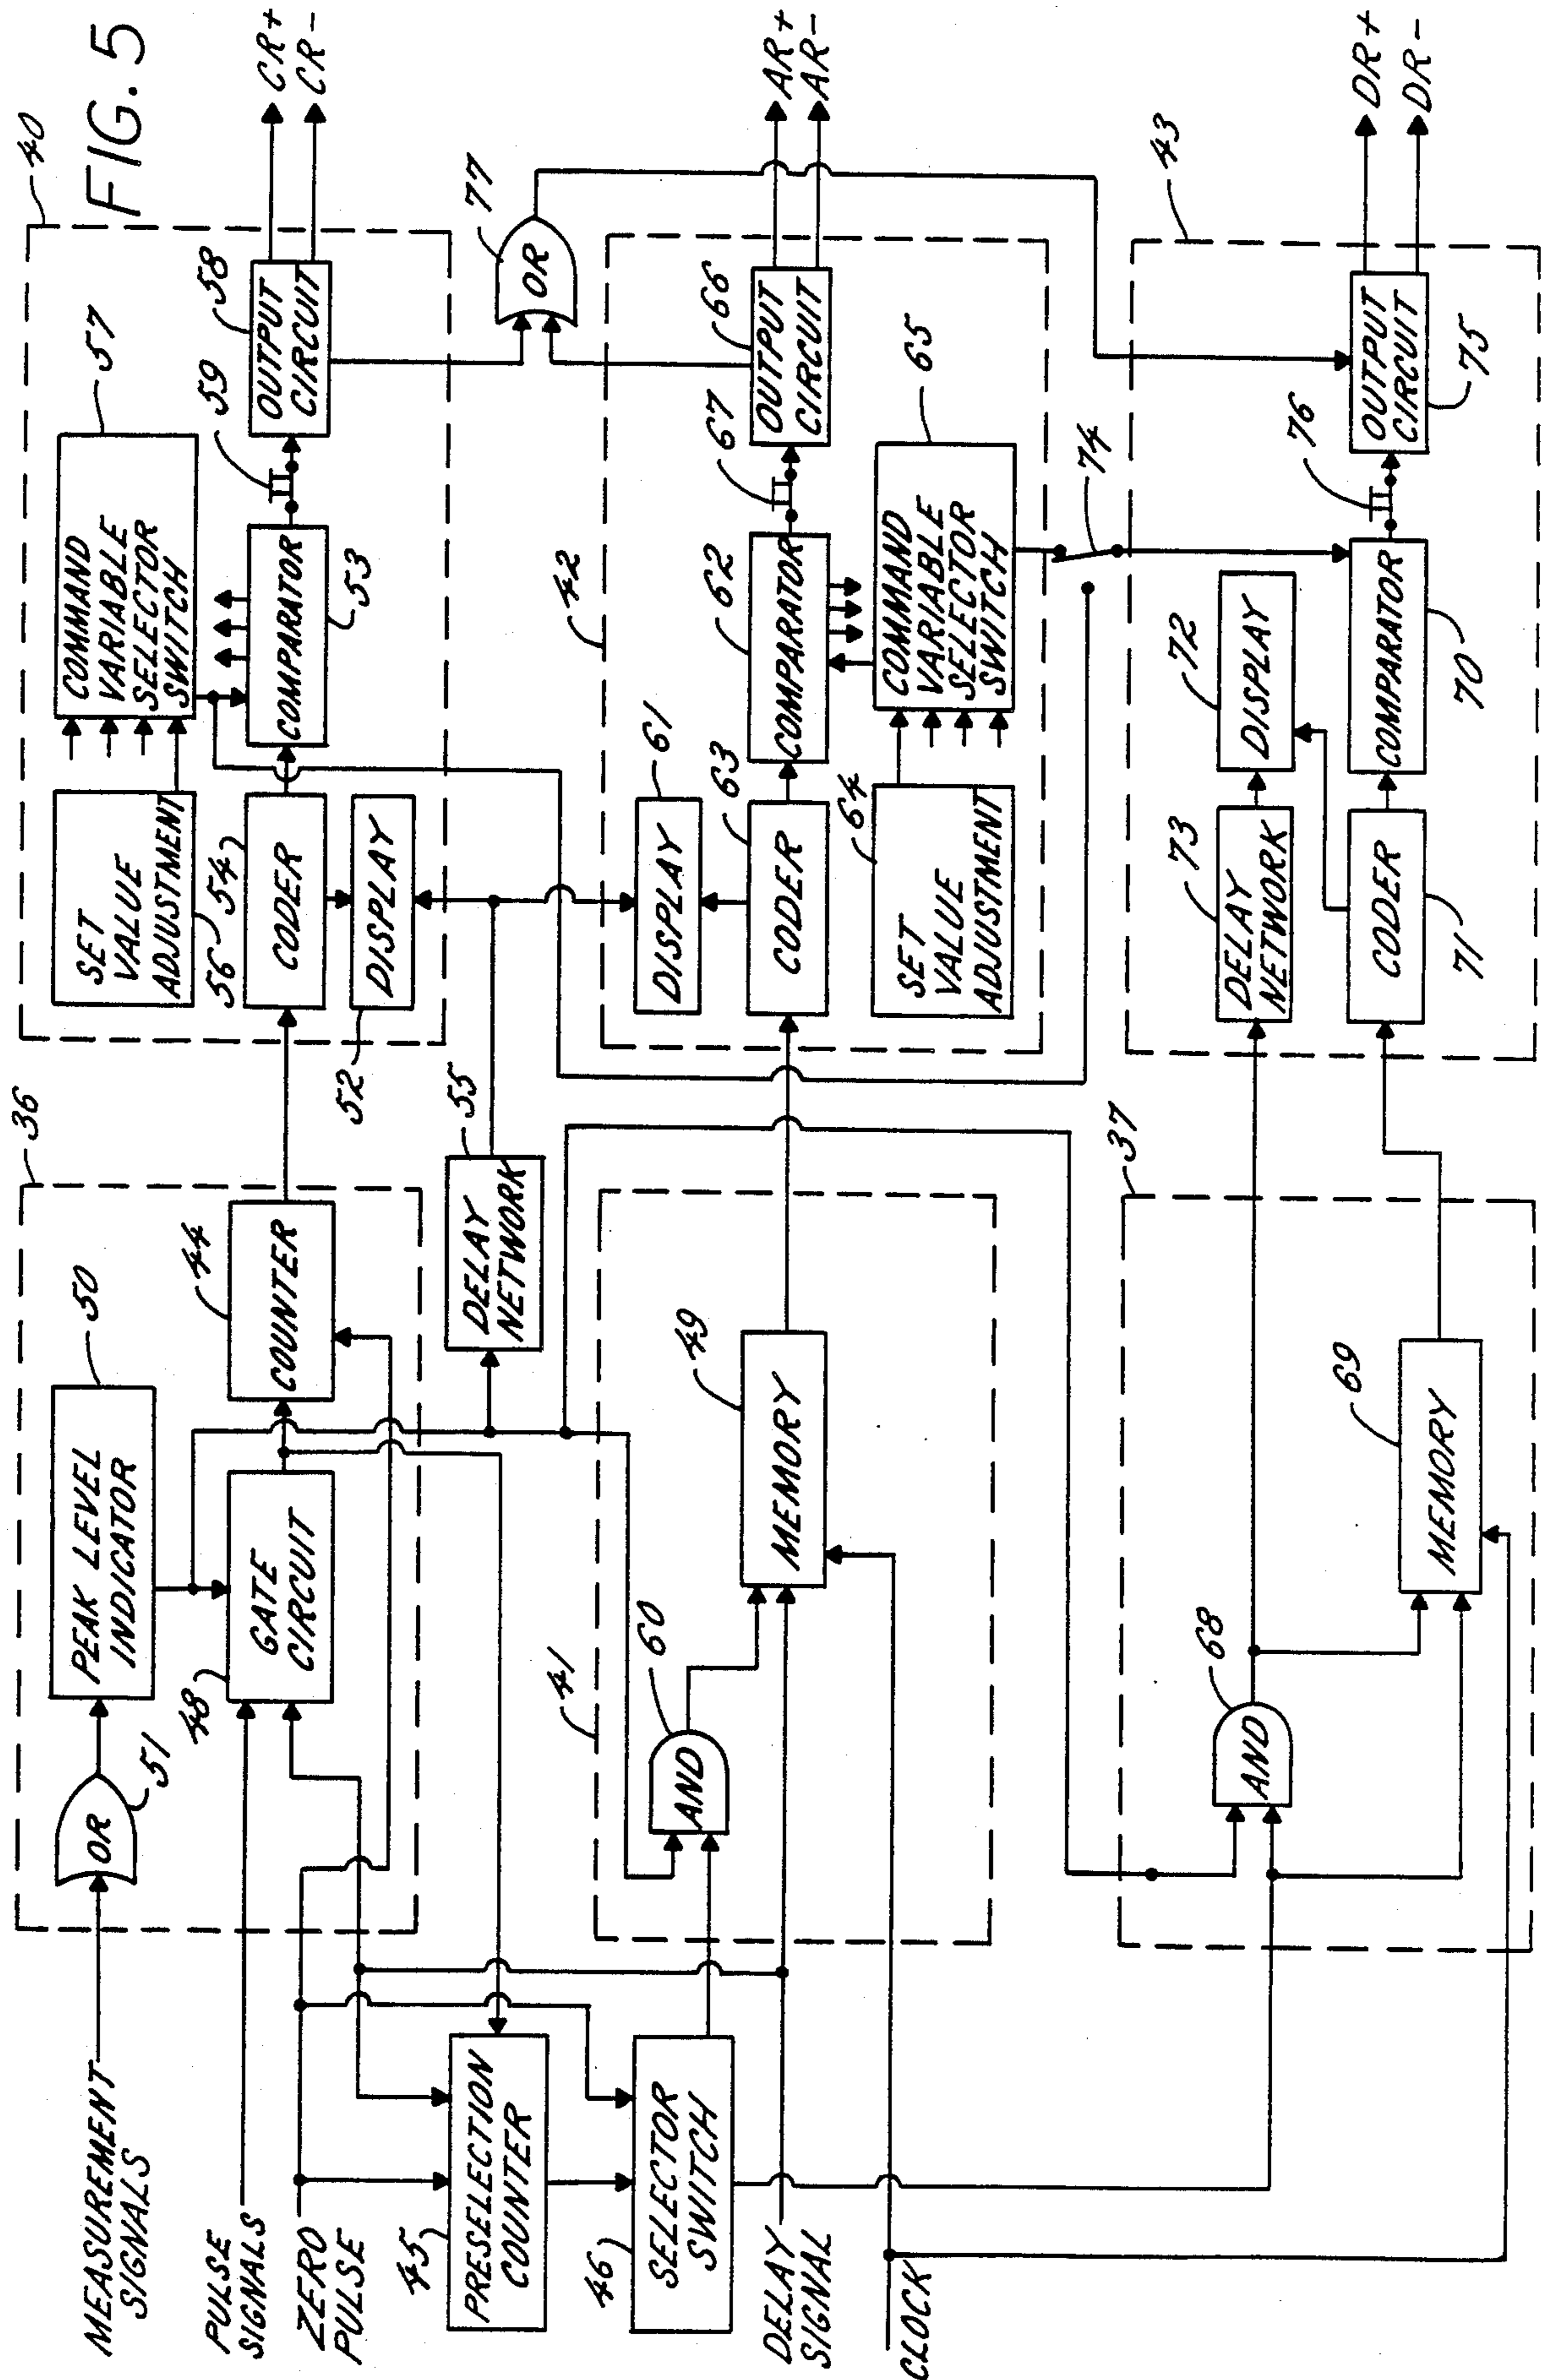 FIG. 5
36
50
PEAK LEVEL
INDICATOR
OR
51
MEASUREMENT
SIGNALS
48
GATE
CIRCUIT
44
COUNTER
PULSE
SIGNALS
ZERO
PULSE
45
PRESELECTION
COUNTER
46
SELECTOR
SWITCH
DELAY
SIGNAL
CLOCK
55
DELAY
NETWORK
41
60
AND
49
MEMORY
37
68
AND
69
MEMORY
40
SET
VALUE
ADJUSTMENT
56
57
COMMAND
VARIABLE
SELECTOR
SWITCH
54
CODER
53
COMPARATOR
59
58
OUTPUT
CIRCUIT
CR+
CR-
52
DISPLAY
77
OR
42
61
DISPLAY
63
CODER
62
COMPARATOR
67
66
OUTPUT
CIRCUIT
AR+
AR-
64
SET
VALUE
ADJUSTMENT
65
COMMAND
VARIABLE
SELECTOR
SWITCH
74
43
73
DELAY
NETWORK
72
DISPLAY
71
CODER
70
COMPARATOR
76
75
OUTPUT
CIRCUIT
DR+
DR-